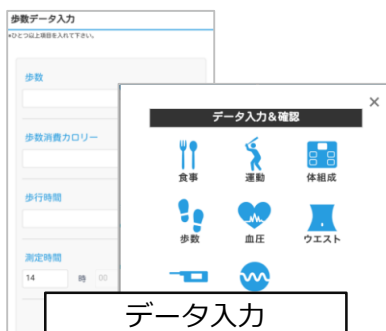 歩数データ入力
•ひとつ以上項目を入れて下さい。
歩数
歩数消費カロリー
歩行時間
測定時間
14 時 00
×
データ入力&確認
食事 運動 体組成
歩数 血圧 ウエスト
データ入力